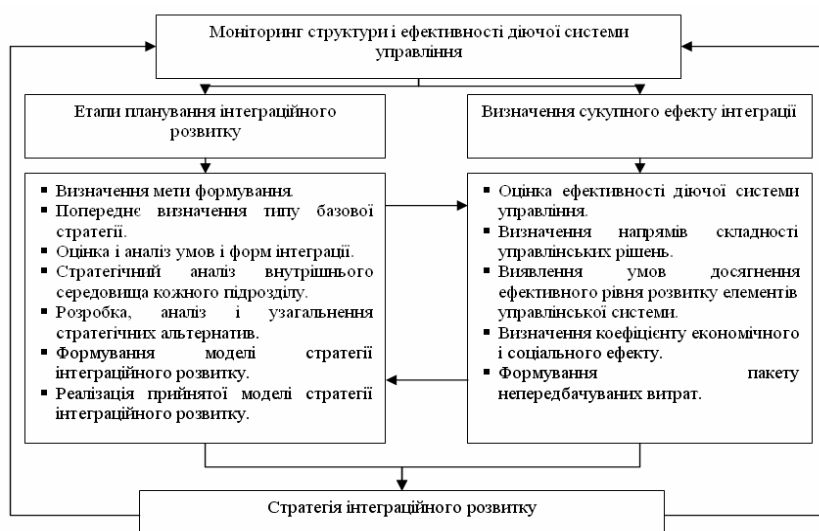 Моніторинг структури і ефективності діючої системи
управління
Етапи планування інтеграційного
розвитку
Визначення сукупного ефекту інтеграції
▪ Визначення мети формування.
▪ Попереднє визначення типу базової
стратегії.
▪ Оцінка і аналіз умов і форм інтеграції.
▪ Стратегічний аналіз внутрішнього
середовища кожного підрозділу.
▪ Розробка, аналіз і узагальнення
стратегічних альтернатив.
▪ Формування моделі стратегії
інтеграційного розвитку.
▪ Реалізація прийнятої моделі стратегії
інтеграційного розвитку.
▪ Оцінка ефективності діючої системи
управління.
▪ Визначення напрямів складності
управлінських рішень.
▪ Виявлення умов досягнення
ефективного рівня розвитку елементів
управлінської системи.
▪ Визначення коефіцієнту економічного
і соціального ефекту.
▪ Формування пакету
непередбачуваних витрат.
Стратегія інтеграційного розвитку